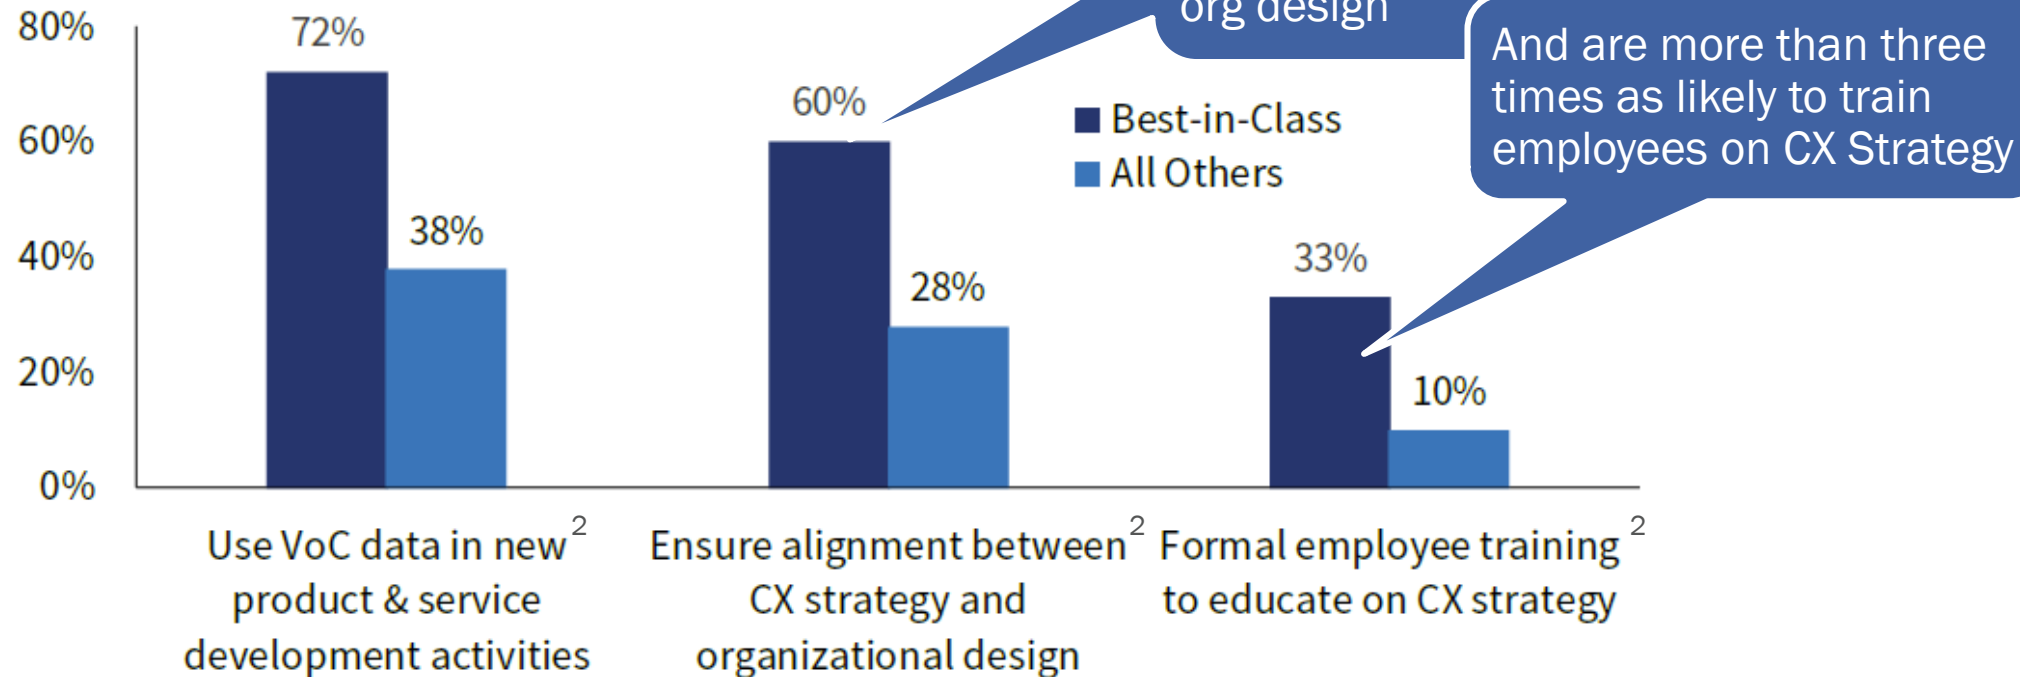 org design
And are more than three
times as likely to train
employees on CX Strategy
80%
60%
40%
20%
0%
72%
38%
60%
28%
33%
10%
Best-in-Class
All Others
Use VoC data in new 2
product & service
development activities
Ensure alignment between 2
CX strategy and
organizational design
Formal employee training 2
to educate on CX strategy